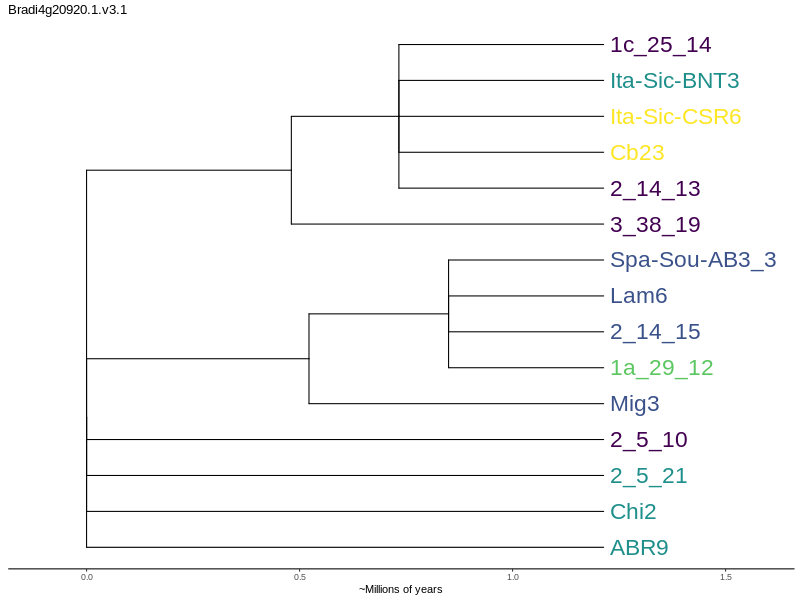 Bradi4g20920.1.v3.1
1c_25_14
Ita-Sic-BNT3
Ita-Sic-CSR6
Cb23
2_14_13
3_38_19
Spa-Sou-AB3_3
Lam6
2_14_15
1a_29_12
Mig3
2_5_10
2_5_21
Chi2
ABR9
0.0 0.5 1.0 1.5
~Millions of years